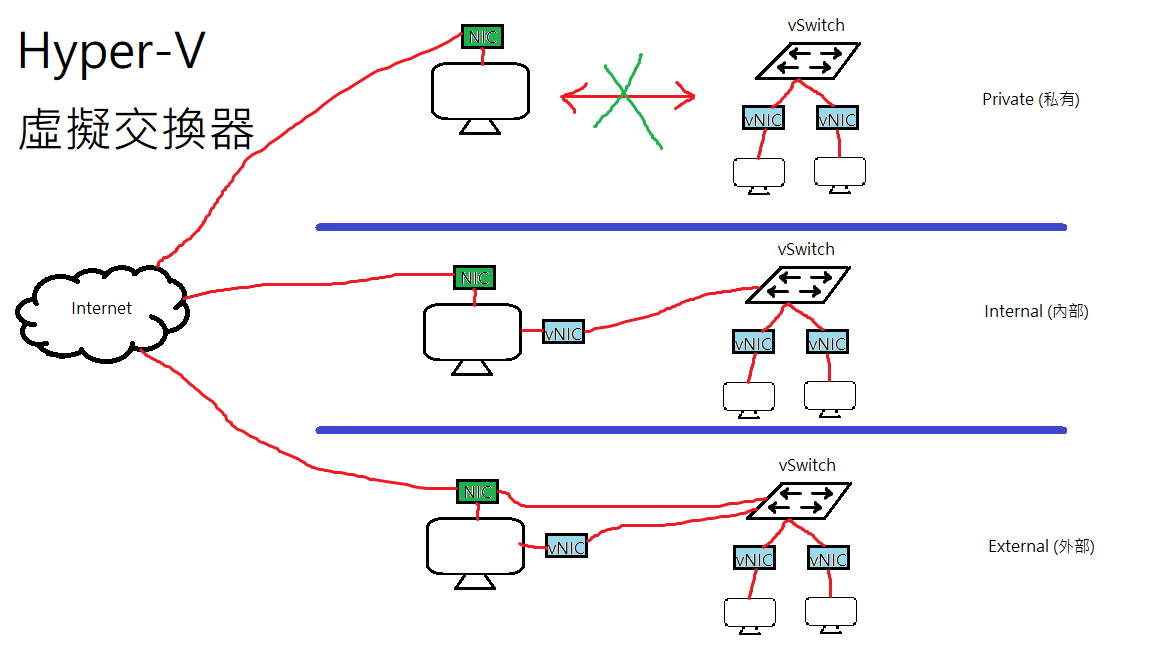 Hyper-V
虛擬交換器
NIC
vSwitch
vNIC
vNIC
Private (私有)
Internet
NIC
vNIC
vSwitch
vNIC
vNIC
Internal (內部)
NIC
vNIC
vSwitch
vNIC
vNIC
External (外部)